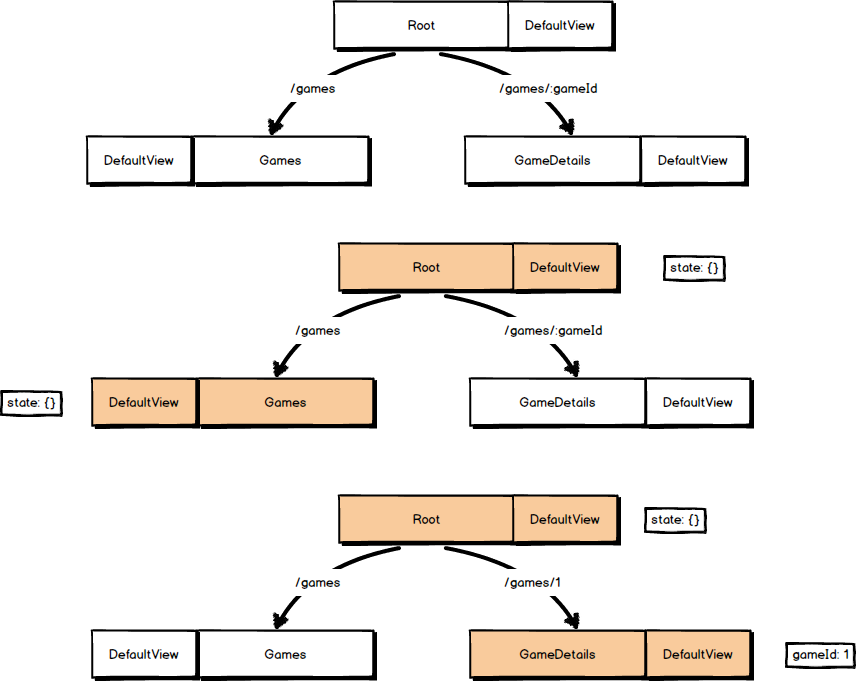 Root DefaultView
/games /games/:gameId
DefaultView Games GameDetails DefaultView
Root DefaultView state: {}
/games /games/:gameId
state: {} DefaultView Games GameDetails DefaultView
Root DefaultView state: {}
/games /games/1
DefaultView Games GameDetails DefaultView gameId: 1